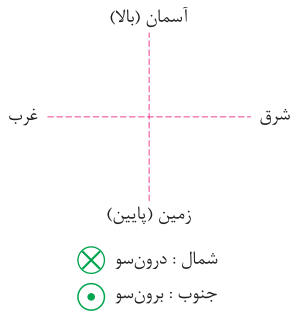 آسمان (بالا)
شرق
غرب
زمین (پایین)
شمال : درون‌سو
جنوب : برون‌سو